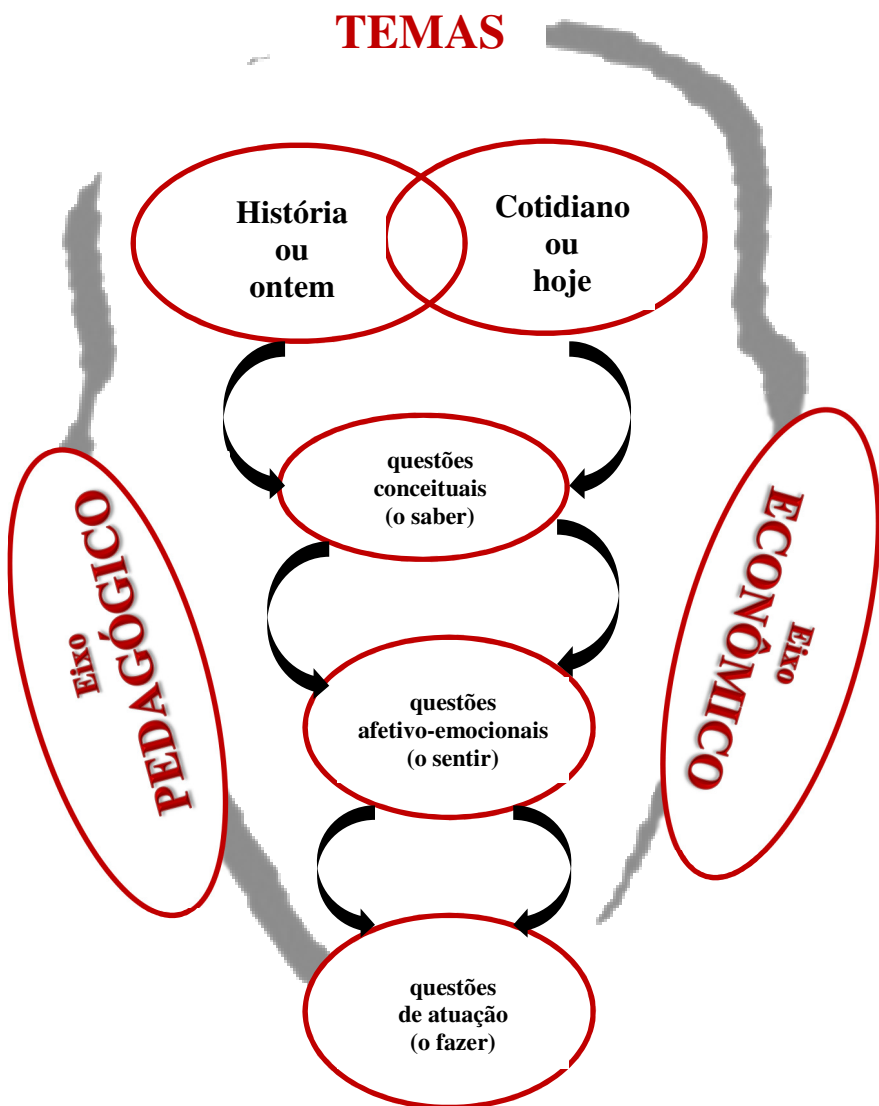 TEMAS
História
ou
ontem
Cotidiano
ou
hoje
questões
conceituais
(o saber)
Eixo
PEDAGÓGICO
Eixo
ECONÔMICO
questões
afetivo-emocionais
(o sentir)
questões
de atuação
(o fazer)